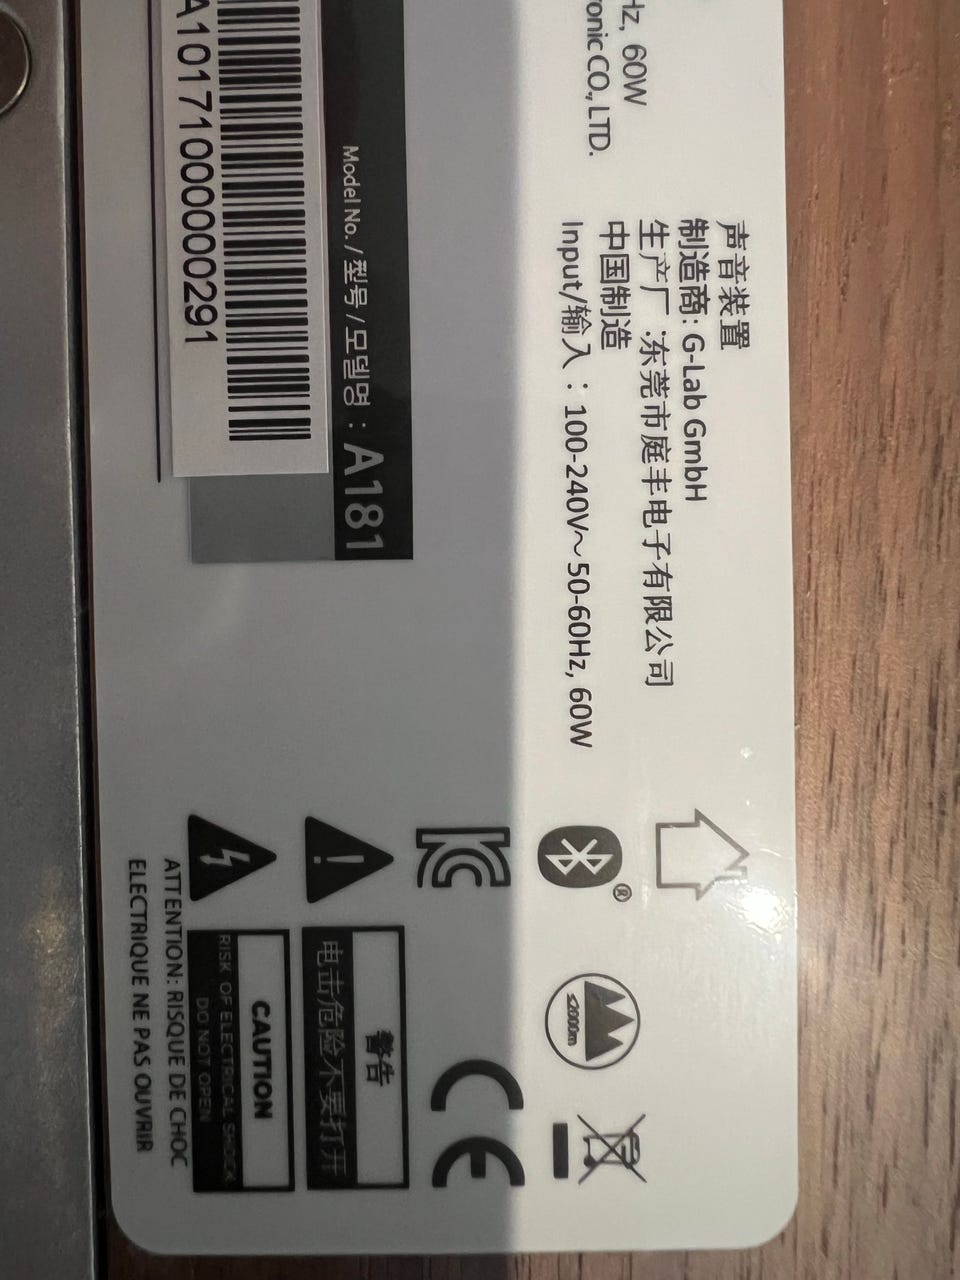 Hz, 60W
onic CO., LTD.
声音装置
制造商: G-Lab GmbH
生产厂 :东莞市庭丰电子有限公司
中国制造
Input/输入：100-240V～50-60Hz, 60W
Model No. / 型号 / 모델명 : A181
A101710000000291
®
≤2000m
警告
电击危险不要打开
CAUTION
RISK OF ELECTRICAL SHOCK
DO NOT OPEN
ATTENTION: RISQUE DE CHOC
ELECTRIQUE NE PAS OUVRIR
CE